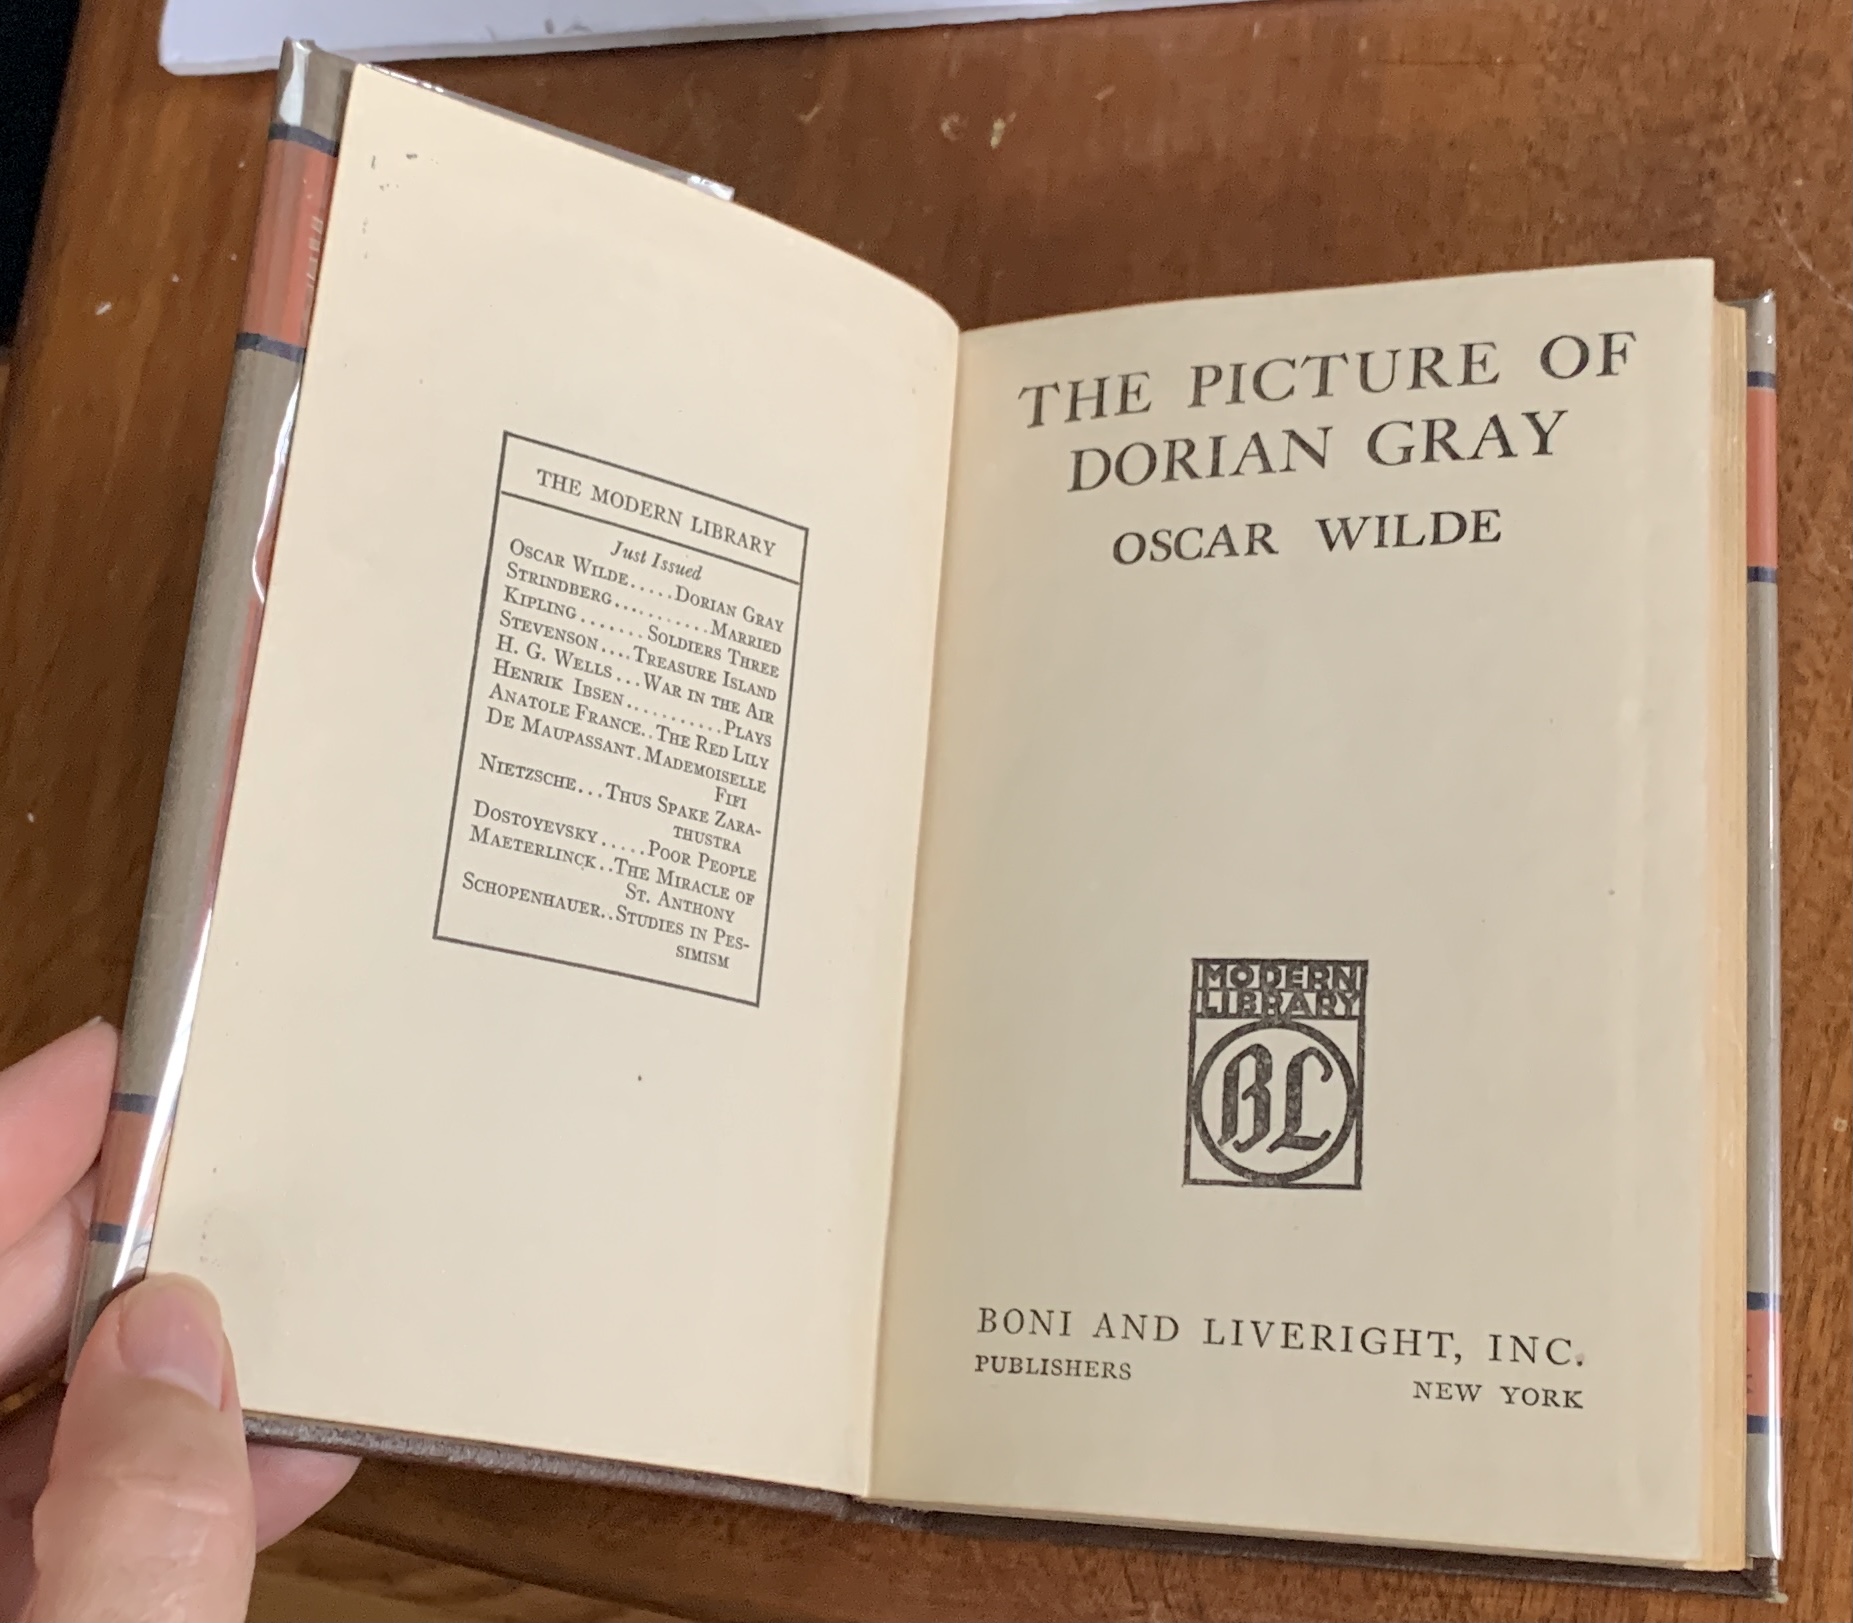 THE MODERN LIBRARY
Just Issued
OSCAR WILDE.....DORIAN GRAY
STRINDBERG..........MARRIED
KIPLING.......SOLDIERS THREE
STEVENSON....TREASURE ISLAND
H. G. WELLS...WAR IN THE AIR
HENRIK IBSEN...........PLAYS
ANATOLE FRANCE..THE RED LILY
DE MAUPASSANT.MADEMOISELLE
FIFI
NIETZSCHE...THUS SPAKE ZARA-
THUSTRA
DOSTOYEVSKY.....POOR PEOPLE
MAETERLINCK..THE MIRACLE OF
ST. ANTHONY
SCHOPENHAUER..STUDIES IN PES-
SIMISM
THE PICTURE OF
DORIAN GRAY
OSCAR WILDE
MODERN
LIBRARY
BL
BONI AND LIVERIGHT, INC.
PUBLISHERS
NEW YORK